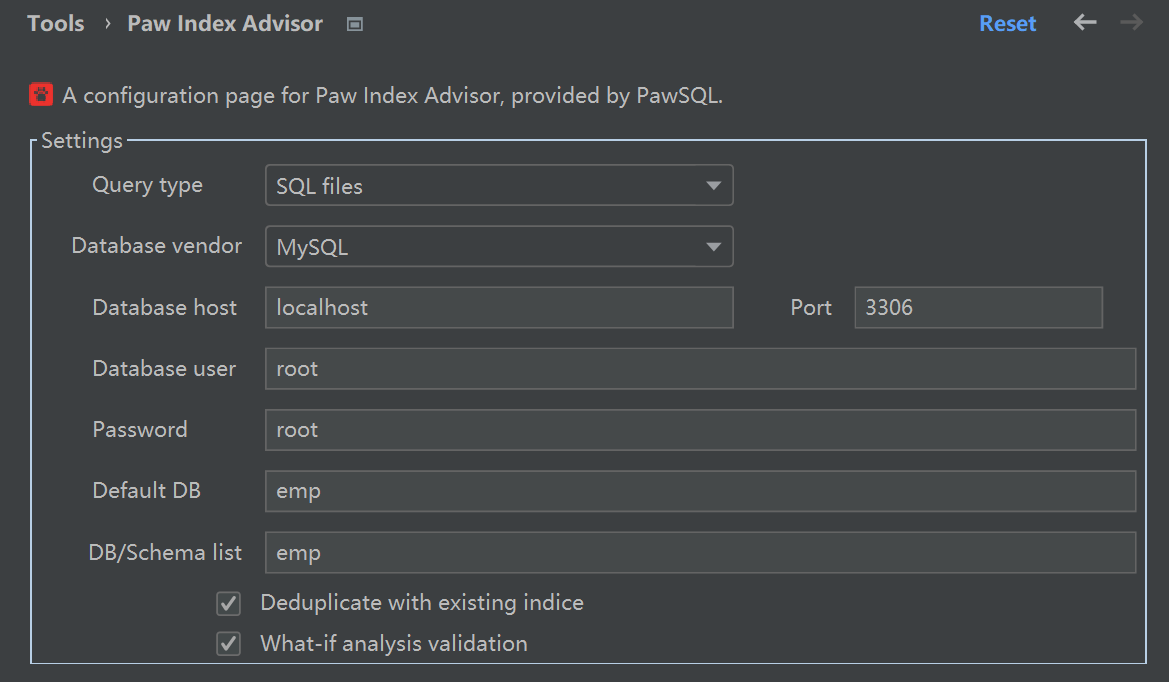 Tools › Paw Index Advisor Reset
A configuration page for Paw Index Advisor, provided by PawSQL.
Settings
Query type SQL files
Database vendor MySQL
Database host localhost Port 3306
Database user root
Password root
Default DB emp
DB/Schema list emp
Deduplicate with existing indice
What-if analysis validation